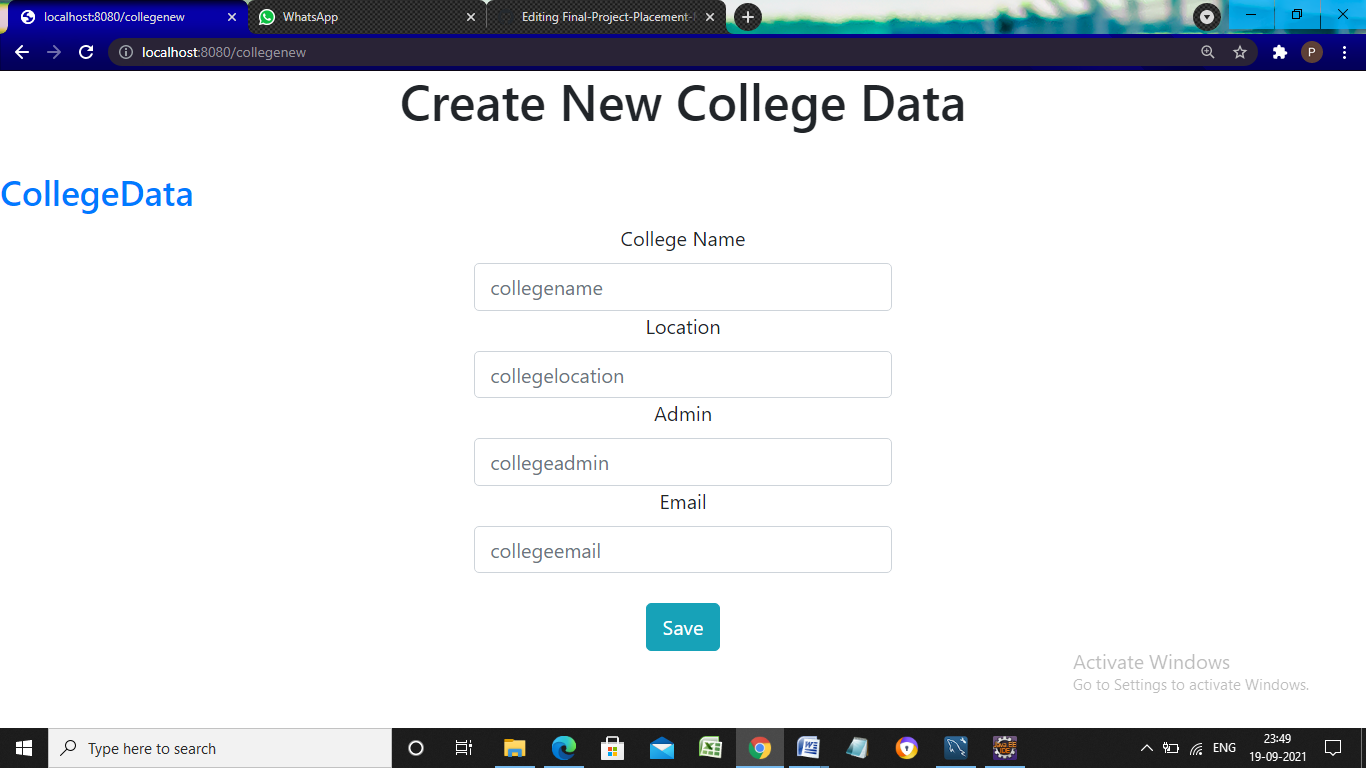 localhost:8080/collegenew
WhatsApp
Editing Final-Project-Placement-
localhost:8080/collegenew
P
Create New College Data
CollegeData
College Name
collegename
Location
collegelocation
Admin
collegeadmin
Email
collegeemail
Save
Activate Windows
Go to Settings to activate Windows.
Type here to search
ENG
23:49
19-09-2021